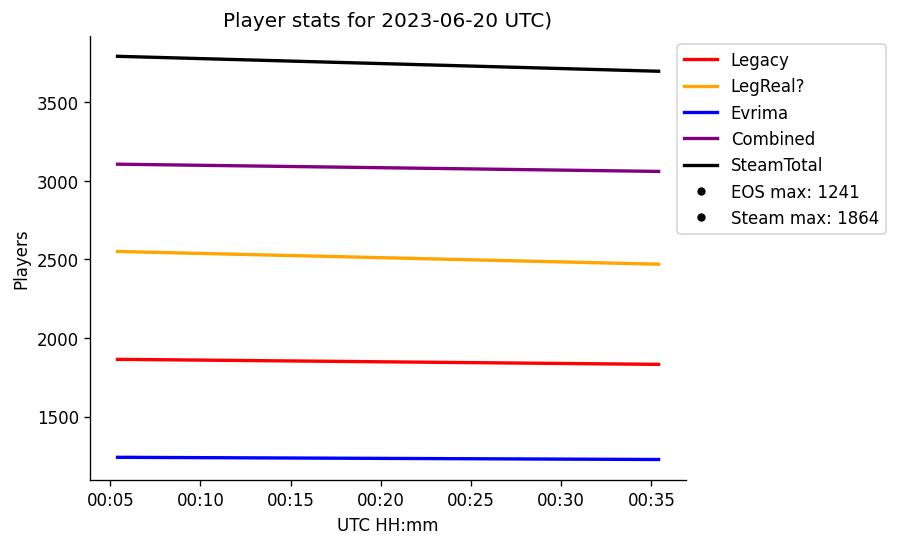 Player stats for 2023-06-20 UTC)
Legacy
LegReal?
Evrima
Combined
SteamTotal
EOS max: 1241
Steam max: 1864
Players
3500
3000
2500
2000
1500
00:05 00:10 00:15 00:20 00:25 00:30 00:35
UTC HH:mm